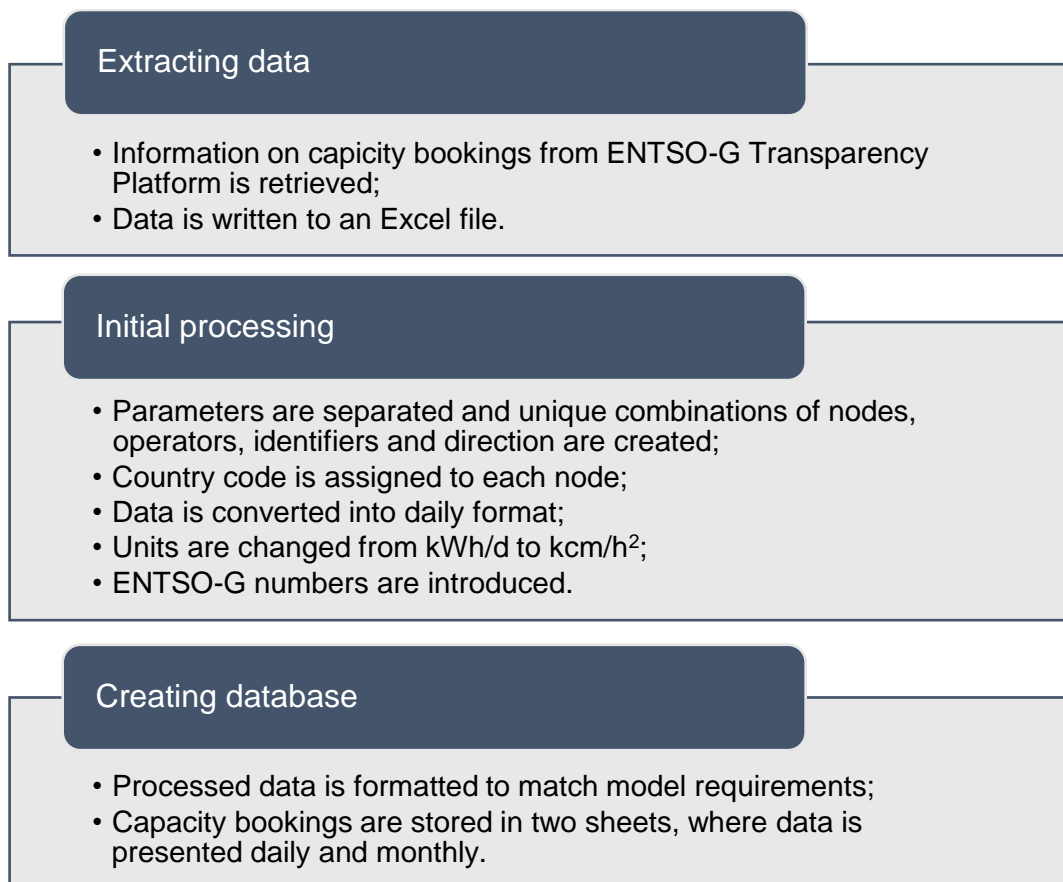 Extracting data
• Information on capicity bookings from ENTSO-G Transparency
Platform is retrieved;
• Data is written to an Excel file.
Initial processing
• Parameters are separated and unique combinations of nodes,
operators, identifiers and direction are created;
• Country code is assigned to each node;
• Data is converted into daily format;
• Units are changed from kWh/d to kcm/h²;
• ENTSO-G numbers are introduced.
Creating database
• Processed data is formatted to match model requirements;
• Capacity bookings are stored in two sheets, where data is
presented daily and monthly.